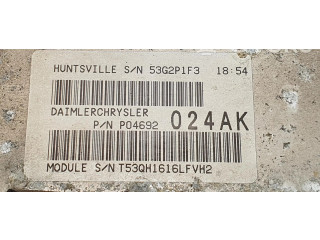 HUNTSVILLE S/N 53G2P1F3 18:54
DAIMLERCHRYSLER
P/N P04692 024AK
MODULE S/N T53QH1616LFVH2